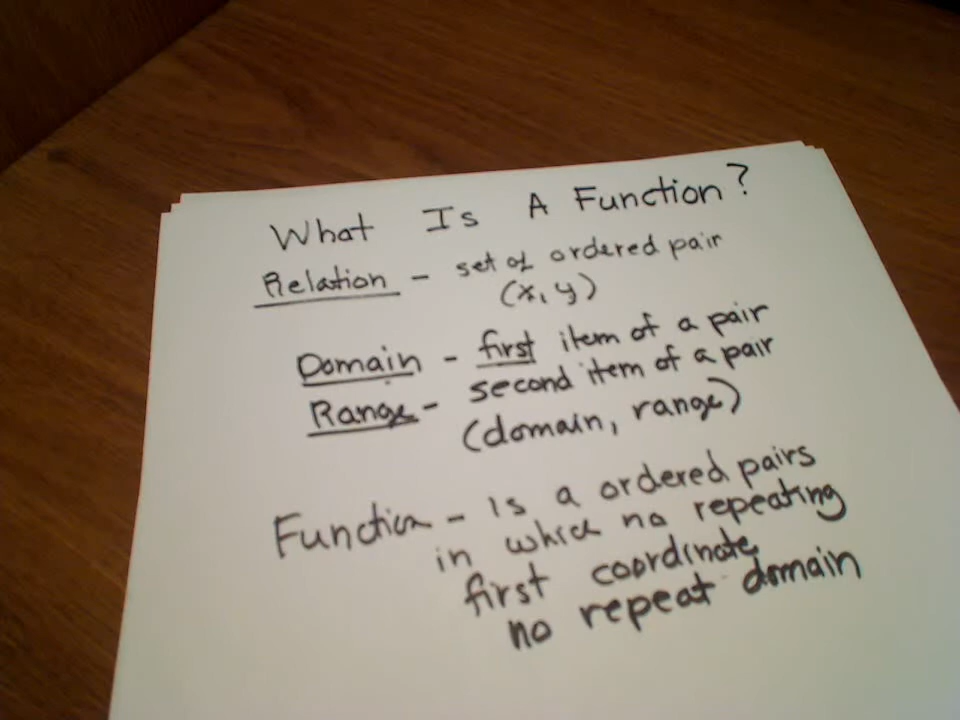 What Is A Function?
Relation - set of ordered pair
(x, y)
Domain - first item of a pair
Range - second item of a pair
(domain, range)
Function - is a ordered pairs
in which no repeating
first coordinate
no repeat domain